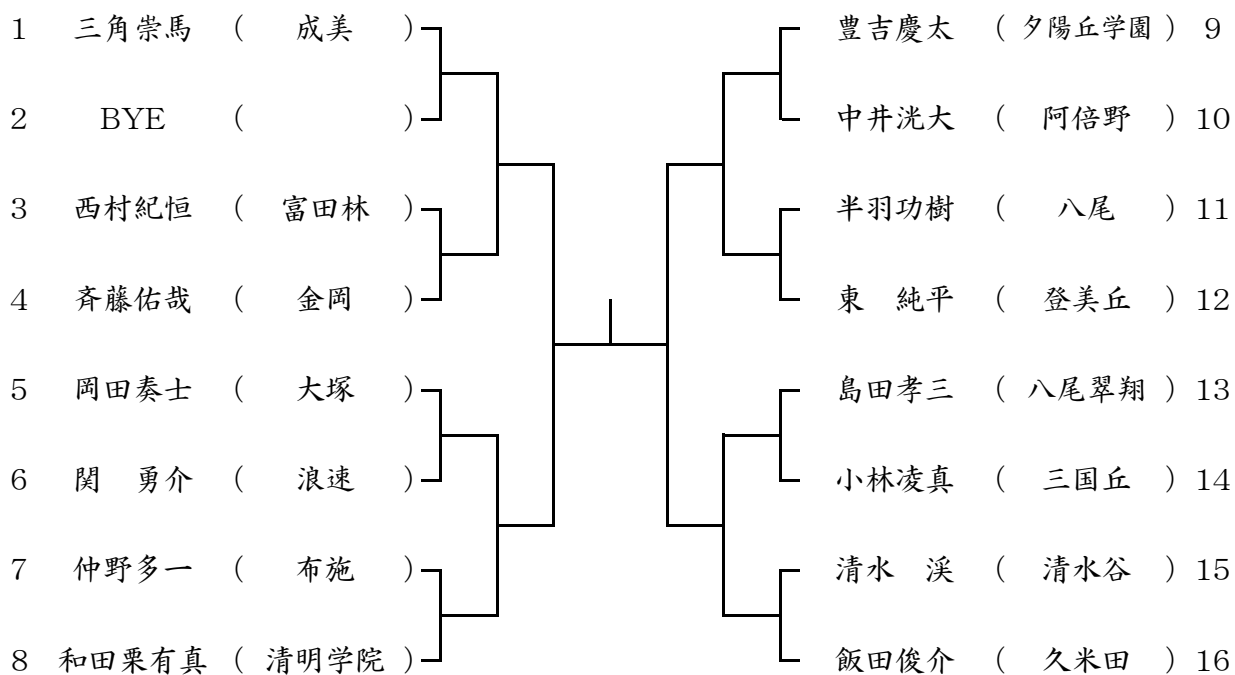 1 三角崇馬 ( 成美 )
2 BYE ( )
3 西村紀恒 ( 富田林 )
4 斉藤佑哉 ( 金岡 )
5 岡田奏士 ( 大塚 )
6 関 勇介 ( 浪速 )
7 仲野多一 ( 布施 )
8 和田栗有真 ( 清明学院 )
豊吉慶太 ( 夕陽丘学園 ) 9
中井洸大 ( 阿倍野 ) 10
半羽功樹 ( 八尾 ) 11
東 純平 ( 登美丘 ) 12
島田孝三 ( 八尾翠翔 ) 13
小林凌真 ( 三国丘 ) 14
清水 渓 ( 清水谷 ) 15
飯田俊介 ( 久米田 ) 16